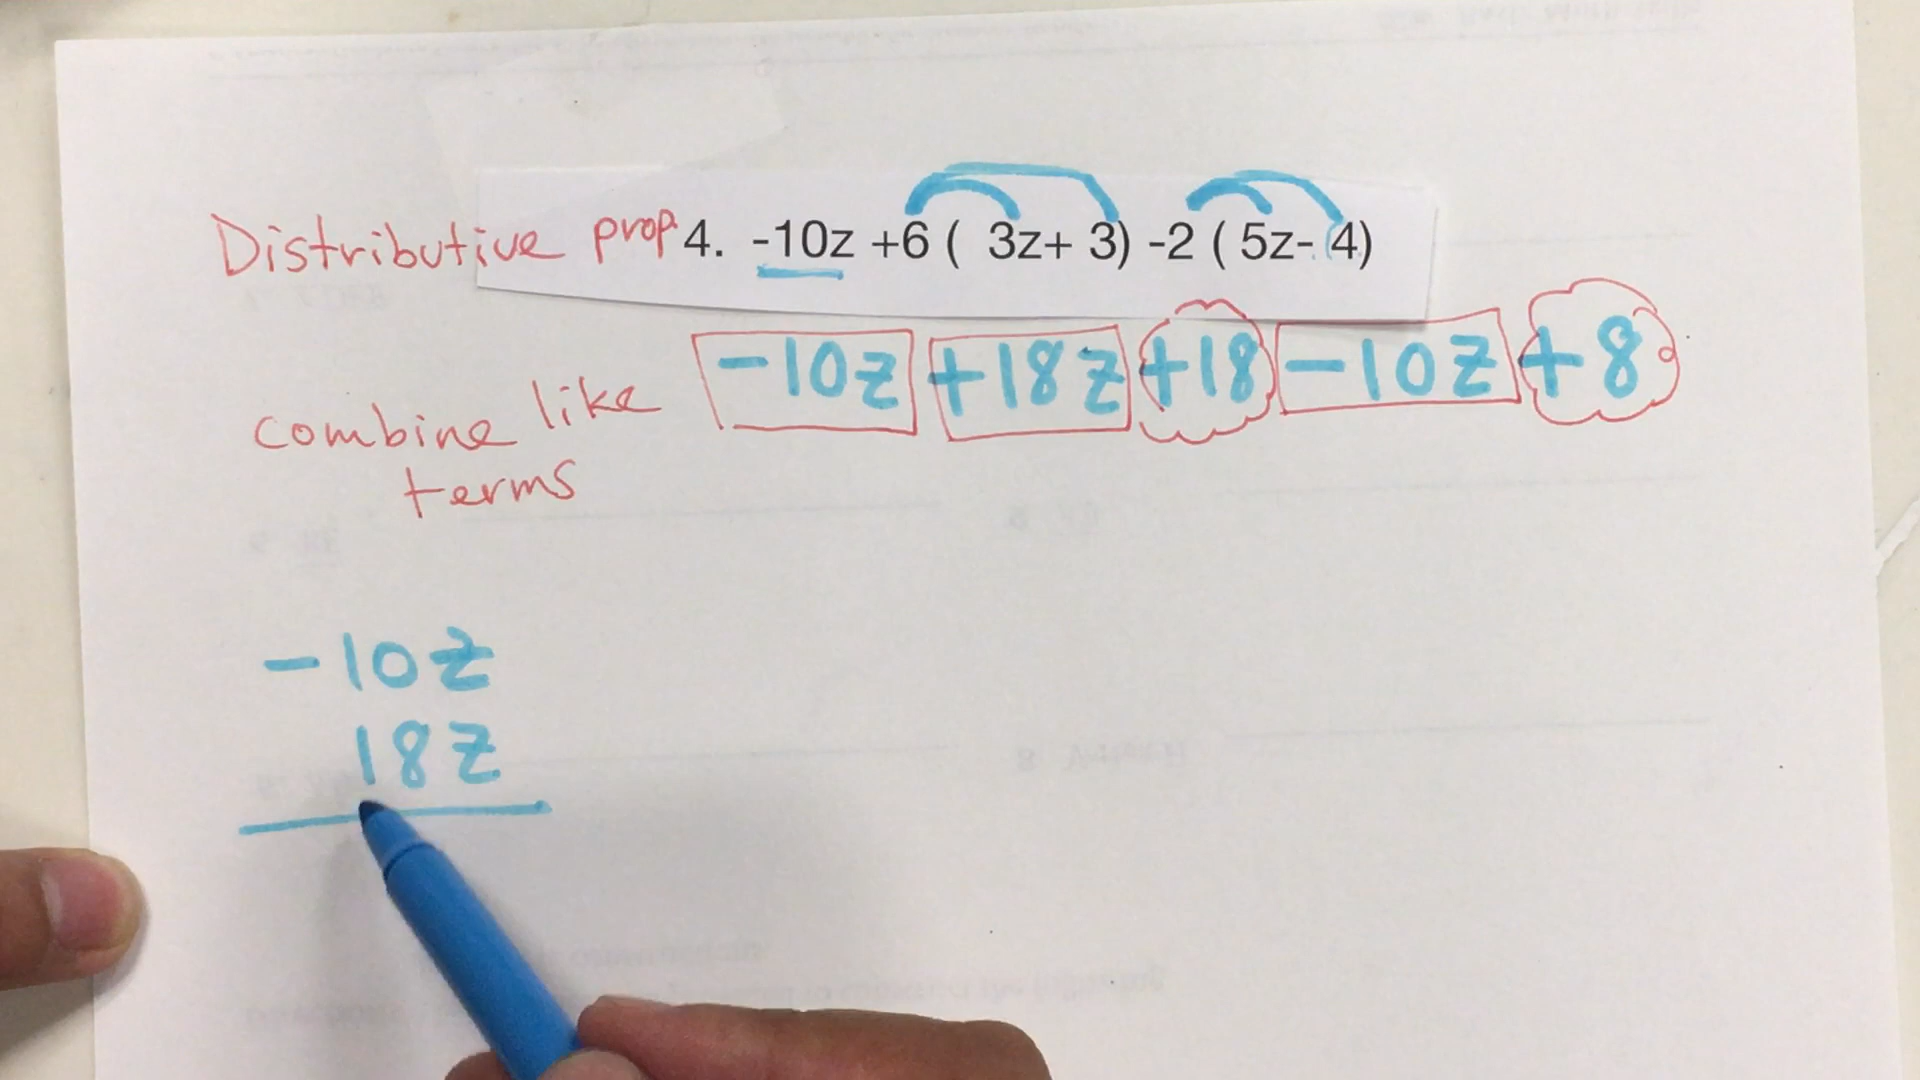 Distributive prop. 4. -10z +6 ( 3z+ 3) -2 ( 5z- 4)
-10z +18z +18 -10z +8
combine like
terms
-10z
18z